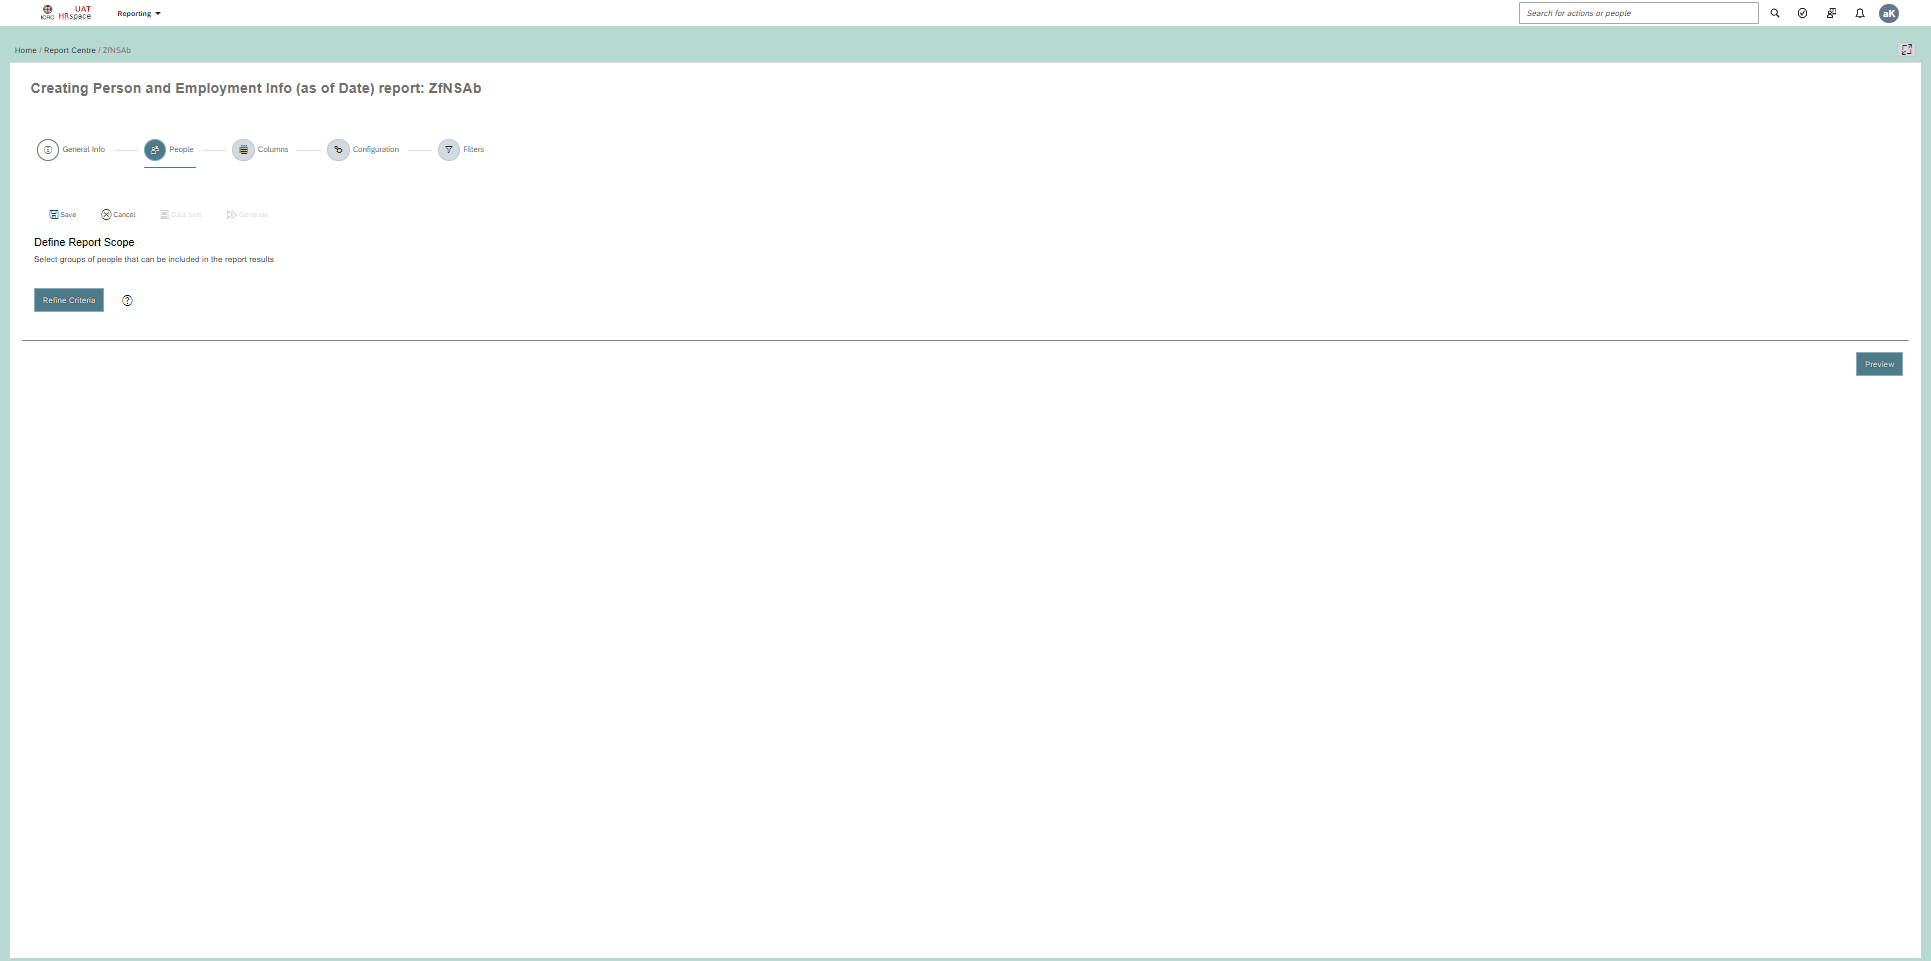 ICRC
UAT
HRspace
Reporting
Search for actions or people
aK
Home / Report Centre / ZfNSAb
Creating Person and Employment Info (as of Date) report: ZfNSAb
General Info
People
Columns
Configuration
Filters
Save
Cancel
Data Sets
Generate
Define Report Scope
Select groups of people that can be included in the report results
Refine Criteria
Preview